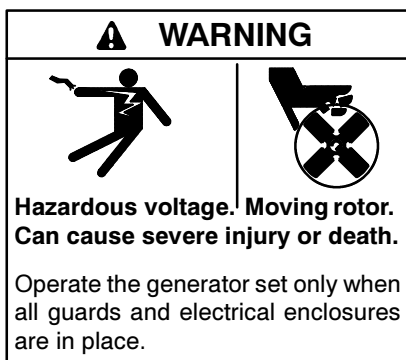 WARNING
Hazardous voltage. Moving rotor.
Can cause severe injury or death.
Operate the generator set only when
all guards and electrical enclosures
are in place.